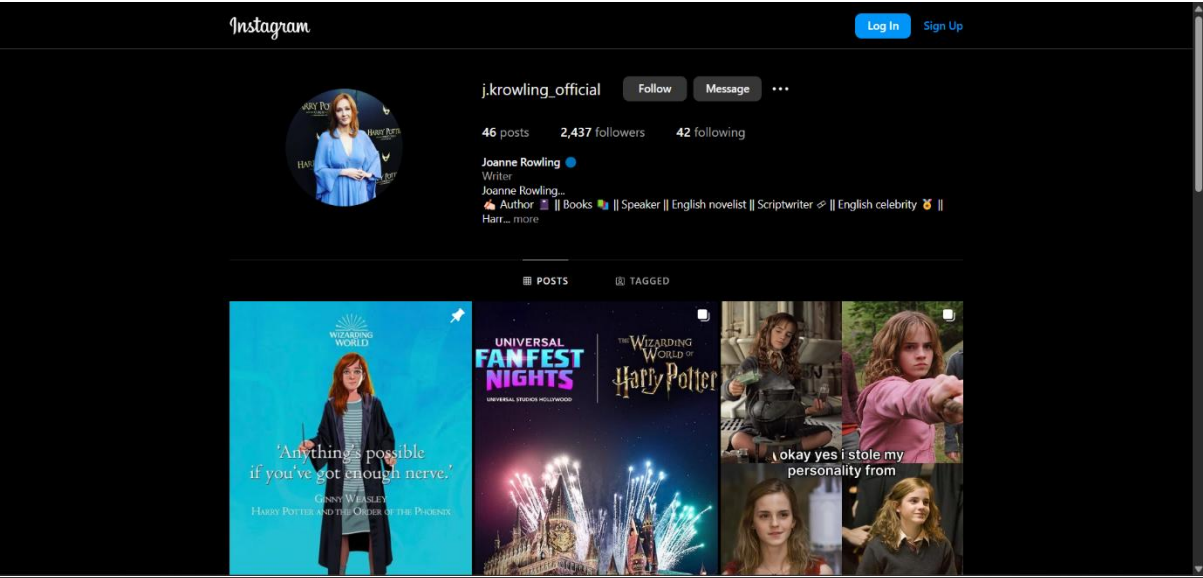 Instagram
Log In Sign Up
j.krowling_official Follow Message
46 posts 2,437 followers 42 following
Joanne Rowling
Writer
Joanne Rowling...
✍🏻 Author 📓 || Books 📚 || Speaker || English novelist || Scriptwriter 🔗 || English celebrity 🏅 ||
Harr... more
POSTS TAGGED
WIZARDING
WORLD
'Anything's possible
if you've got enough nerve.'
GINNY WEASLEY
HARRY POTTER AND THE ORDER OF THE PHOENIX
UNIVERSAL
FANFEST
NIGHTS
UNIVERSAL STUDIOS HOLLYWOOD
THE WIZARDING
WORLD OF
Harry Potter
okay yes i stole my
personality from